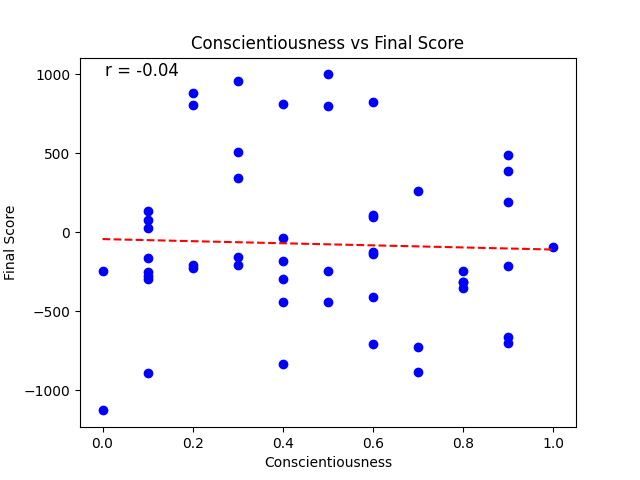 Conscientiousness vs Final Score
r = -0.04
1000
500
0
−500
−1000
Final Score
0.0 0.2 0.4 0.6 0.8 1.0
Conscientiousness